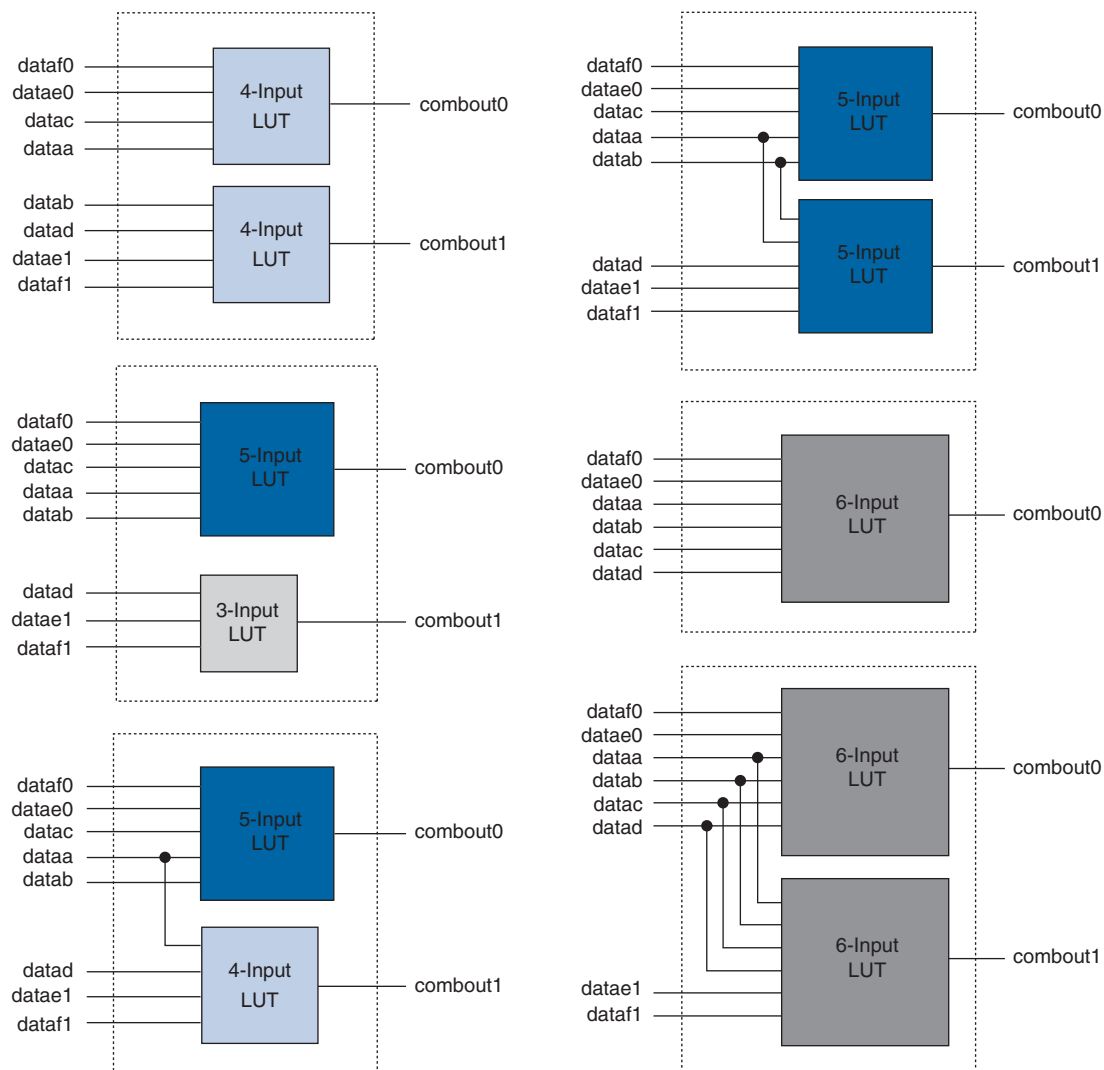 dataf0
datae0
datac
dataa
4-Input
LUT
combout0
datab
datad
datae1
dataf1
4-Input
LUT
combout1
dataf0
datae0
datac
dataa
datab
5-Input
LUT
combout0
datad
datae1
dataf1
3-Input
LUT
combout1
dataf0
datae0
datac
dataa
datab
5-Input
LUT
combout0
datad
datae1
dataf1
4-Input
LUT
combout1
dataf0
datae0
datac
dataa
datab
5-Input
LUT
combout0
datad
datae1
dataf1
5-Input
LUT
combout1
dataf0
datae0
dataa
datab
datac
datad
6-Input
LUT
combout0
dataf0
datae0
dataa
datab
datac
datad
6-Input
LUT
combout0
datae1
dataf1
6-Input
LUT
combout1